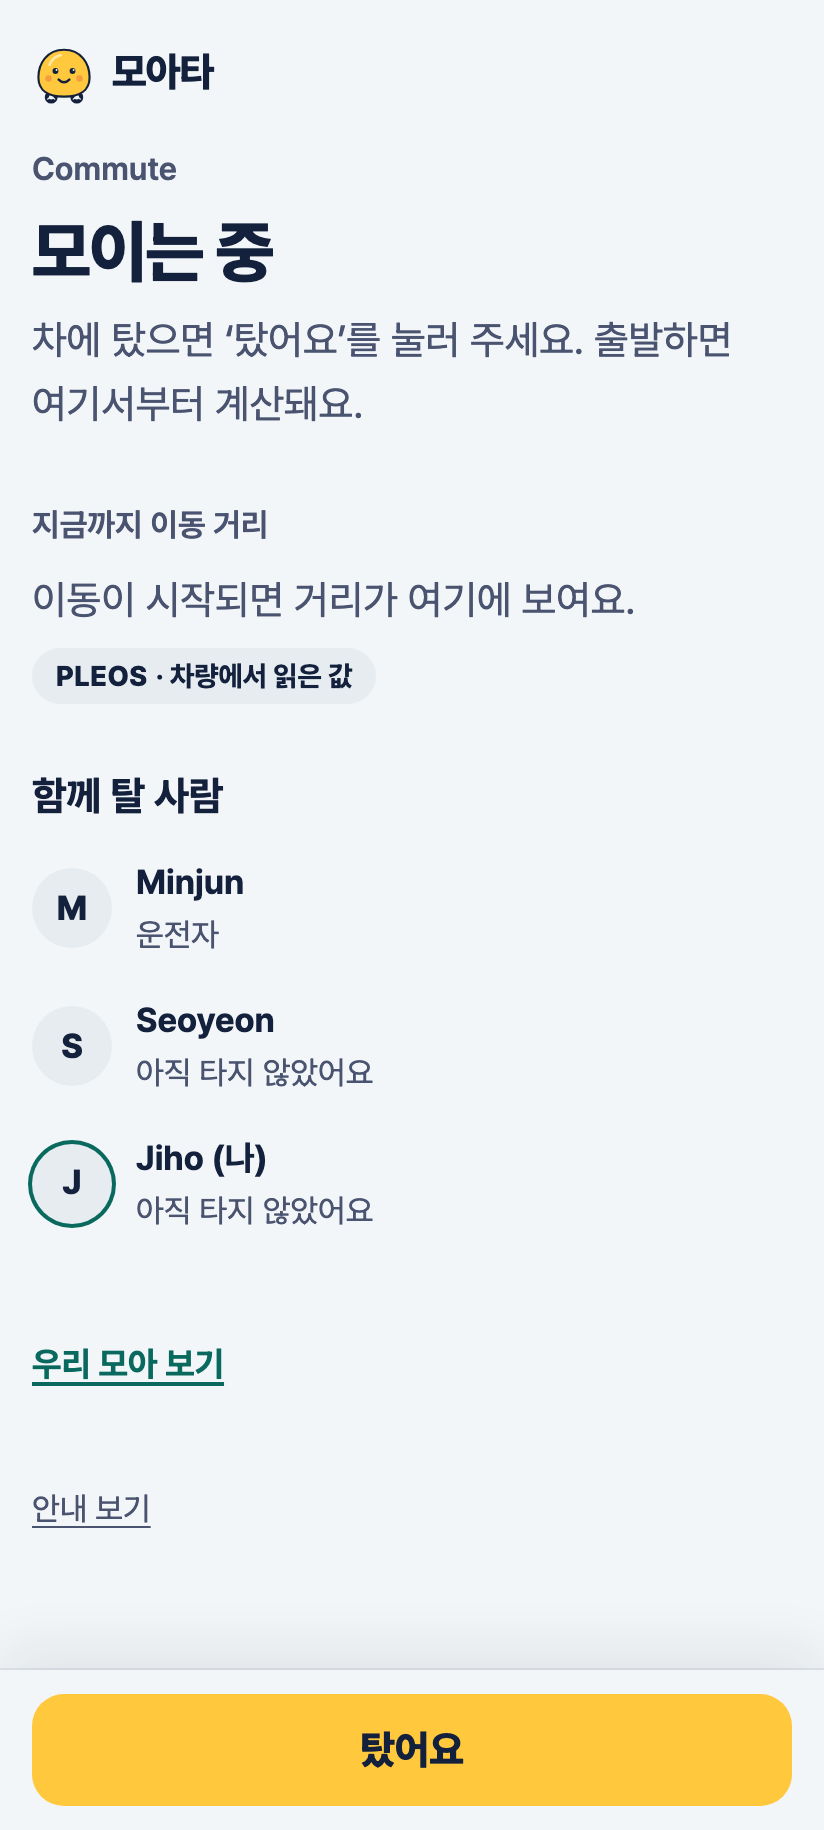 모아타
Commute
모이는 중
차에 탔으면 ‘탔어요’를 눌러 주세요. 출발하면
여기서부터 계산돼요.
지금까지 이동 거리
이동이 시작되면 거리가 여기에 보여요.
PLEOS · 차량에서 읽은 값
함께 탈 사람
M
Minjun
운전자
S
Seoyeon
아직 타지 않았어요
J
Jiho (나)
아직 타지 않았어요
우리 모아 보기
안내 보기
탔어요